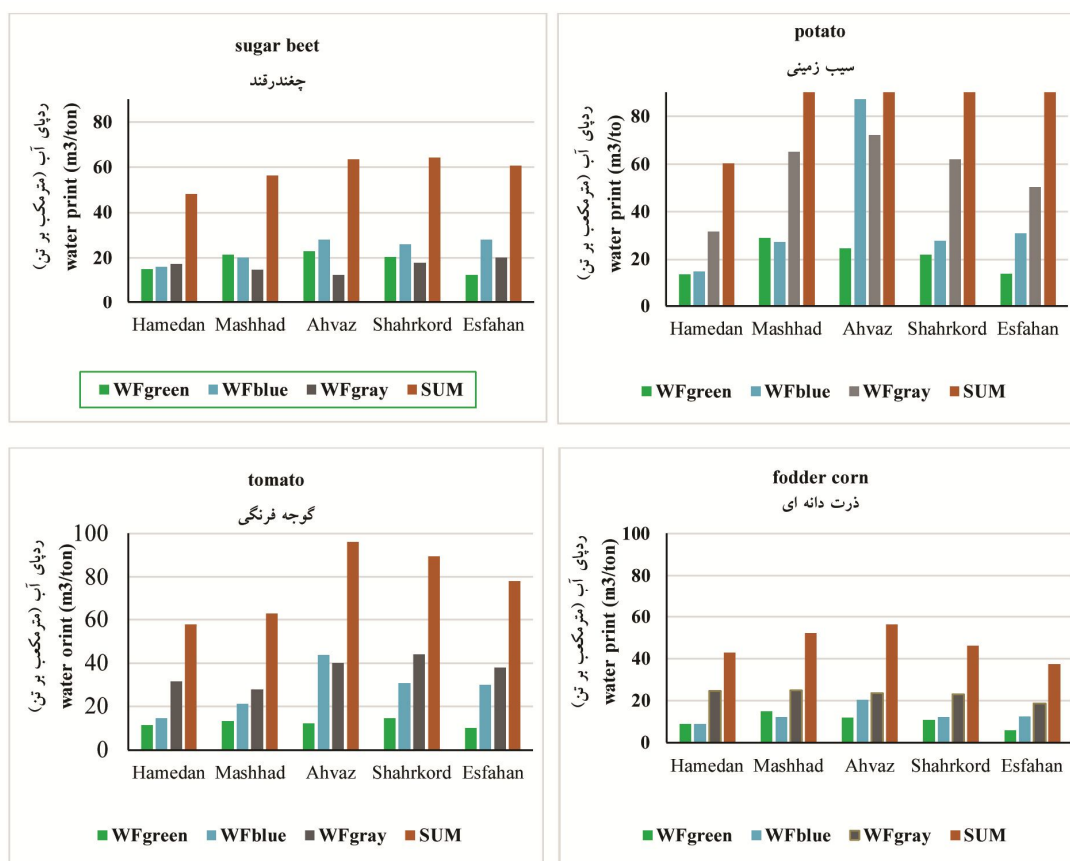 sugar beet
چغندرقند
ردپای آب (مترمکب بر تن)
water print (m3/ton)
80
60
40
20
0
Hamedan Mashhad Ahvaz Shahrkord Esfahan
WFgreen WFblue WFgray SUM
potato
سیب زمینی
ردپای آب (مترمکعب بر تن)
water print (m3/to)
80
60
40
20
0
Hamedan Mashhad Ahvaz Shahrkord Esfahan
WFgreen WFblue WFgray SUM
tomato
گوجه فرنگی
ردپای آب (مترمکعب بر تن)
water orint (m3/ton)
100
80
60
40
20
0
Hamedan Mashhad Ahvaz Shahrkord Esfahan
WFgreen WFblue WFgray SUM
fodder corn
ذرت دانه ای
ردپای آب (مترمکعب بر تن)
water print (m3/ton)
100
80
60
40
20
0
Hamedan Mashhad Ahvaz Shahrkord Esfahan
WFgreen WFblue WFgray SUM